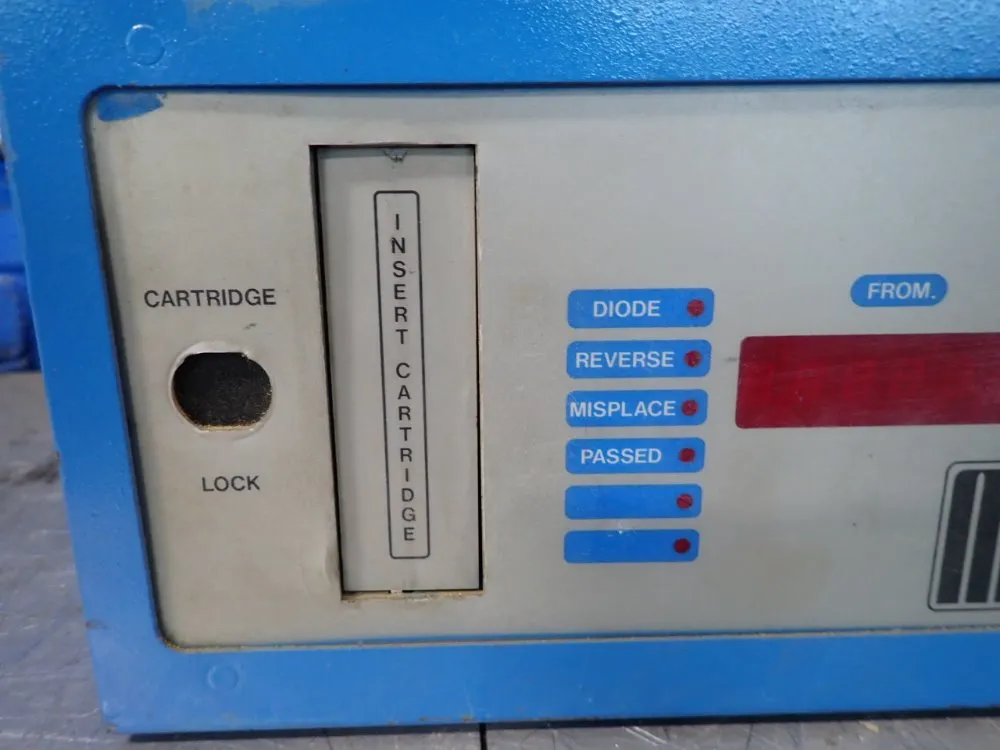 CARTRIDGE
LOCK
INSERT CARTRIDGE
DIODE
REVERSE
MISPLACE
PASSED
FROM.